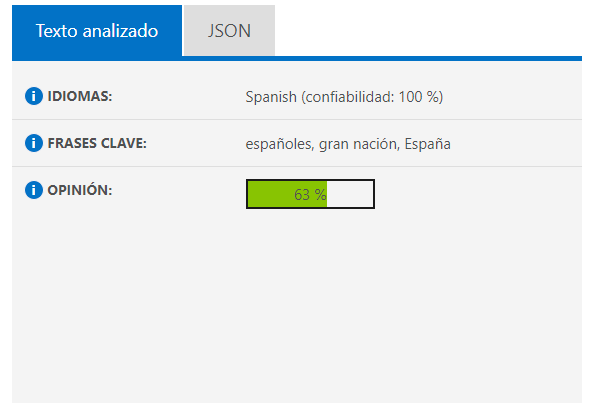 Texto analizado JSON
IDIOMAS: Spanish (confiabilidad: 100 %)
FRASES CLAVE: españoles, gran nación, España
OPINIÓN: 63 %